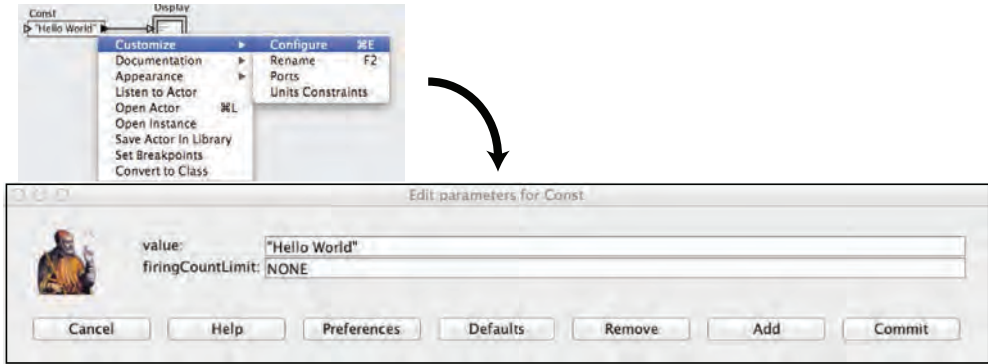 Const
Display
"Hello World"
Customize
Configure ⌘E
Documentation
Rename F2
Appearance
Ports
Listen to Actor
Units Constraints
Open Actor ⌘L
Open Instance
Save Actor In Library
Set Breakpoints
Convert to Class
Edit parameters for Const
value: "Hello World"
firingCountLimit: NONE
Cancel Help Preferences Defaults Remove Add Commit